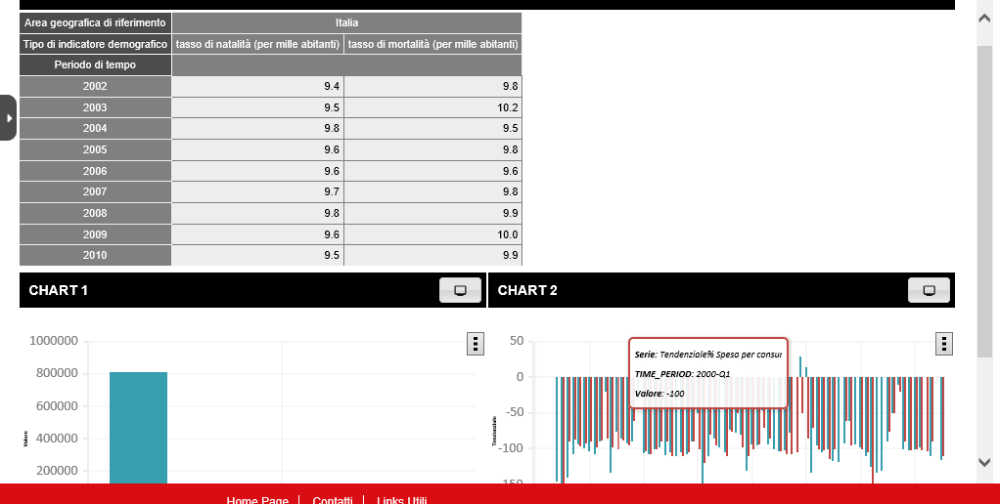 Area geografica di riferimento Italia
Tipo di indicatore demografico tasso di natalità (per mille abitanti) tasso di mortalità (per mille abitanti)
Periodo di tempo
2002 9.4 9.8
2003 9.5 10.2
2004 9.8 9.5
2005 9.6 9.8
2006 9.6 9.6
2007 9.7 9.8
2008 9.8 9.9
2009 9.6 10.0
2010 9.5 9.9
CHART 1 CHART 2
1000000
800000
600000
400000
200000
Valore
50
0
-50
-100
-150
Tendenziale
Serie: Tendenziale% Spesa per consur
TIME_PERIOD: 2000-Q1
Valore: -100
Home Page | Contatti | Links Utili